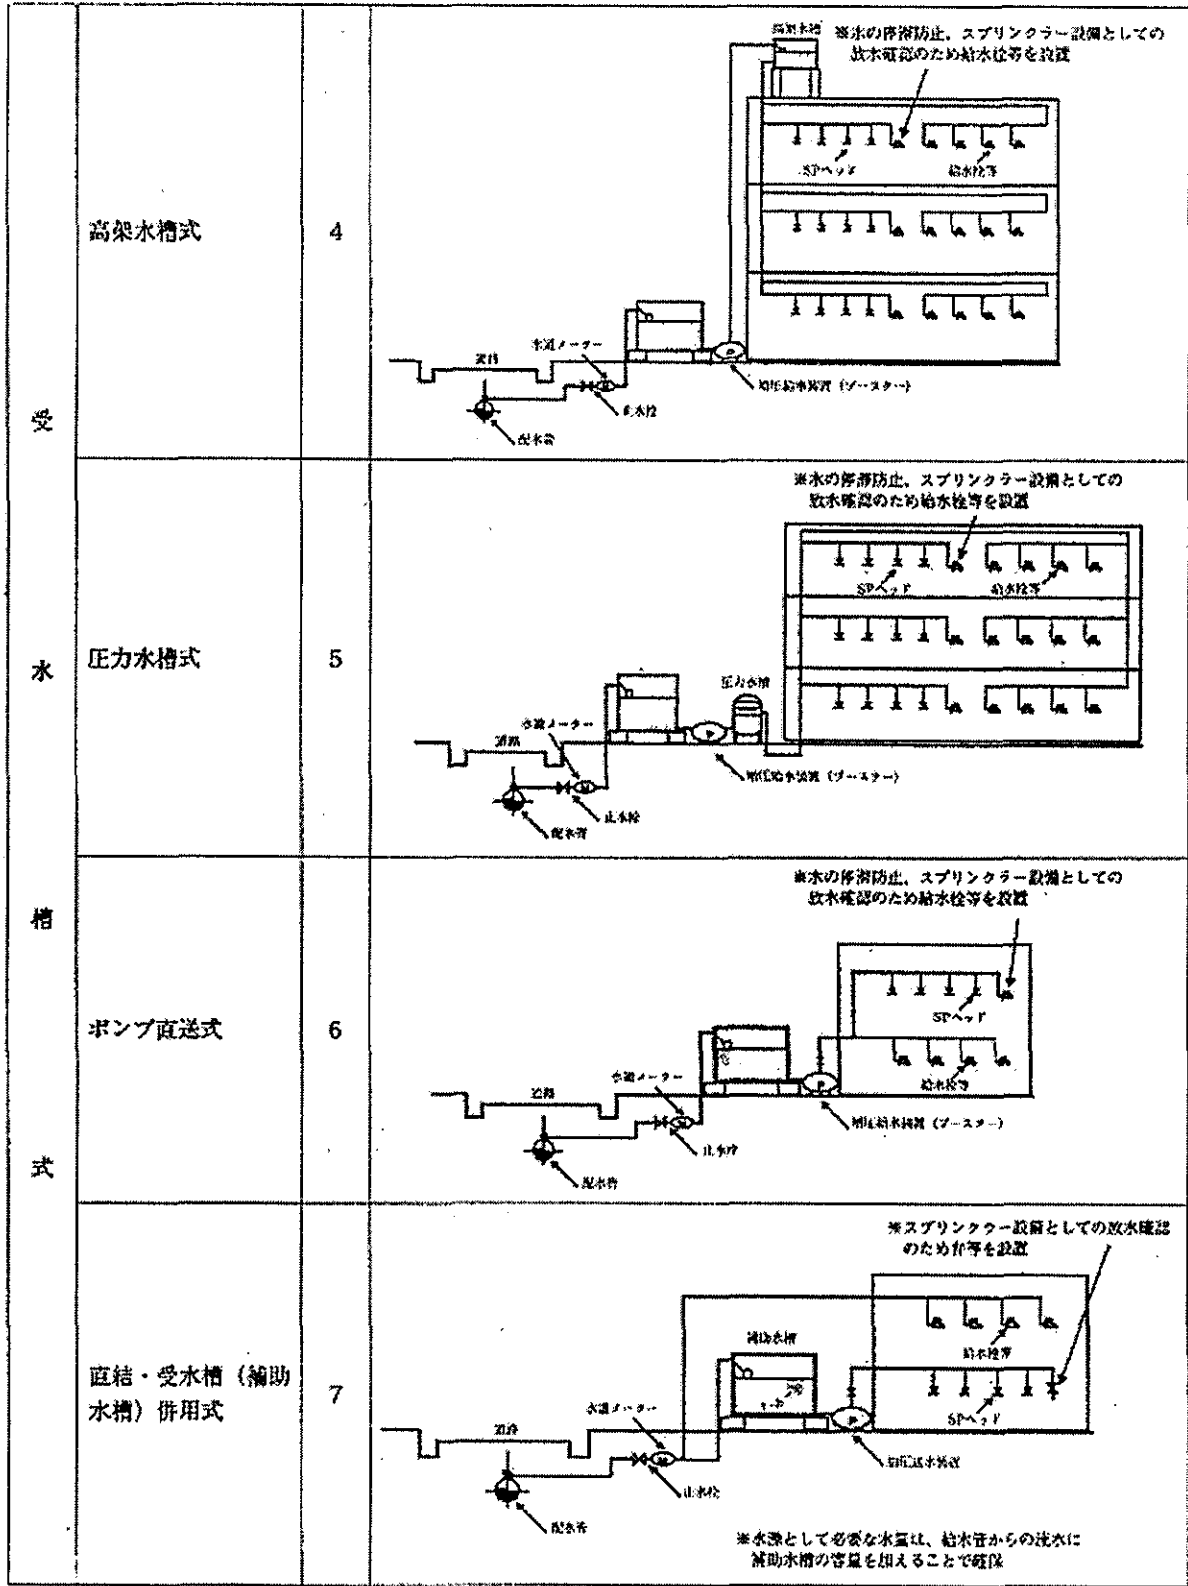 受水槽式
高架水槽式
4
高架水槽
※水の停滞防止、スプリンクラー設備としての
放水確認のため給水栓等を設置
SPヘッド
給水栓等
水道メーター
道路
増圧給水装置（ブースター）
止水栓
配水管
圧力水槽式
5
※水の停滞防止、スプリンクラー設備としての
放水確認のため給水栓等を設置
SPヘッド
給水栓等
圧力水槽
水道メーター
道路
増圧給水装置（ブースター）
止水栓
配水管
ポンプ直送式
6
※水の停滞防止、スプリンクラー設備としての
放水確認のため給水栓等を設置
SPヘッド
給水栓等
水道メーター
道路
増圧給水装置（ブースター）
止水栓
配水管
直結・受水槽（補助
水槽）併用式
7
※スプリンクラー設備としての放水確認
のため弁等を設置
給水栓等
補助水槽
SPヘッド
水道メーター
道路
増圧送水装置
止水栓
配水管
※水源として必要な水量は、給水管からの流水に
補助水槽の容量を加えることで確保